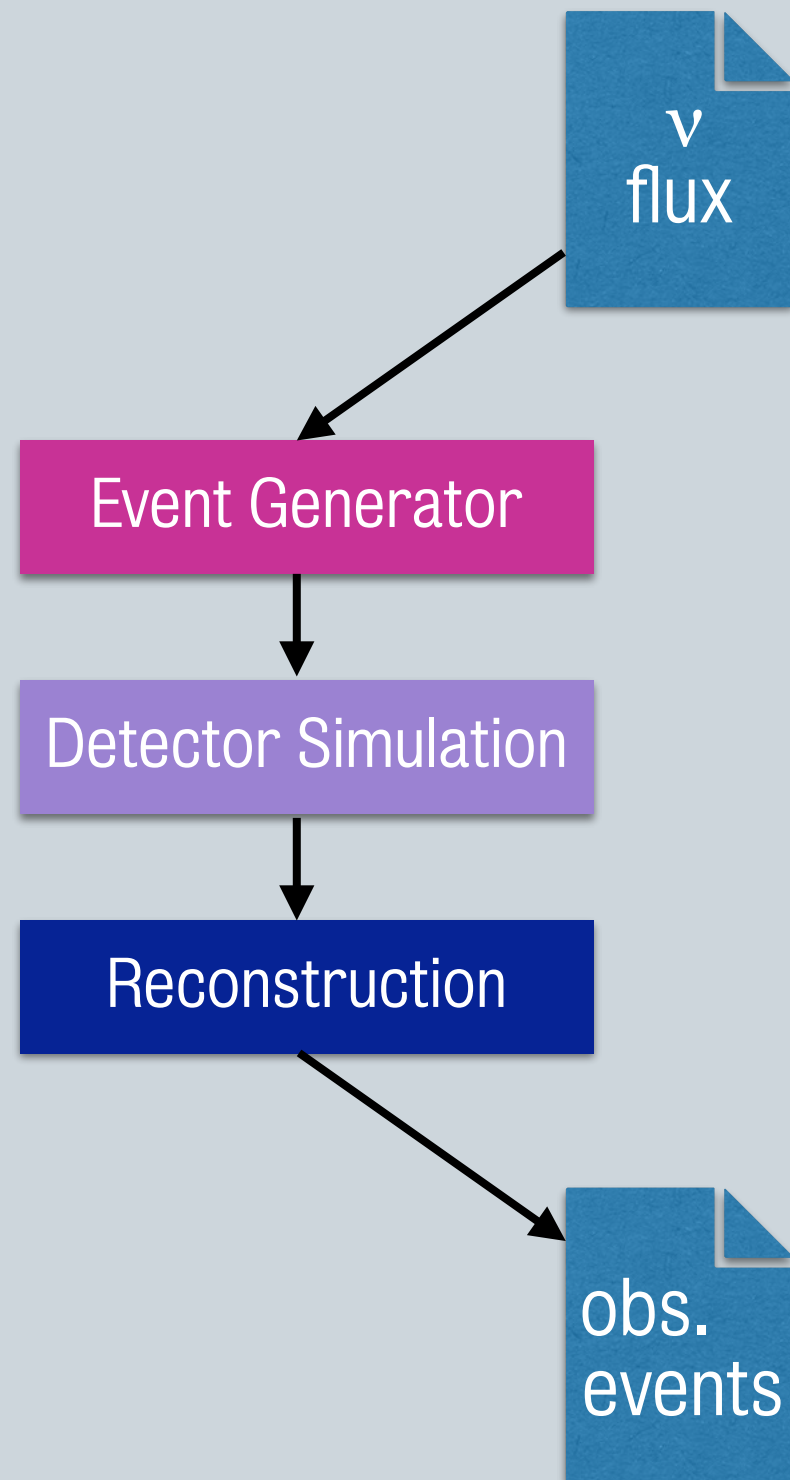 ν
flux
Event Generator
Detector Simulation
Reconstruction
obs.
events